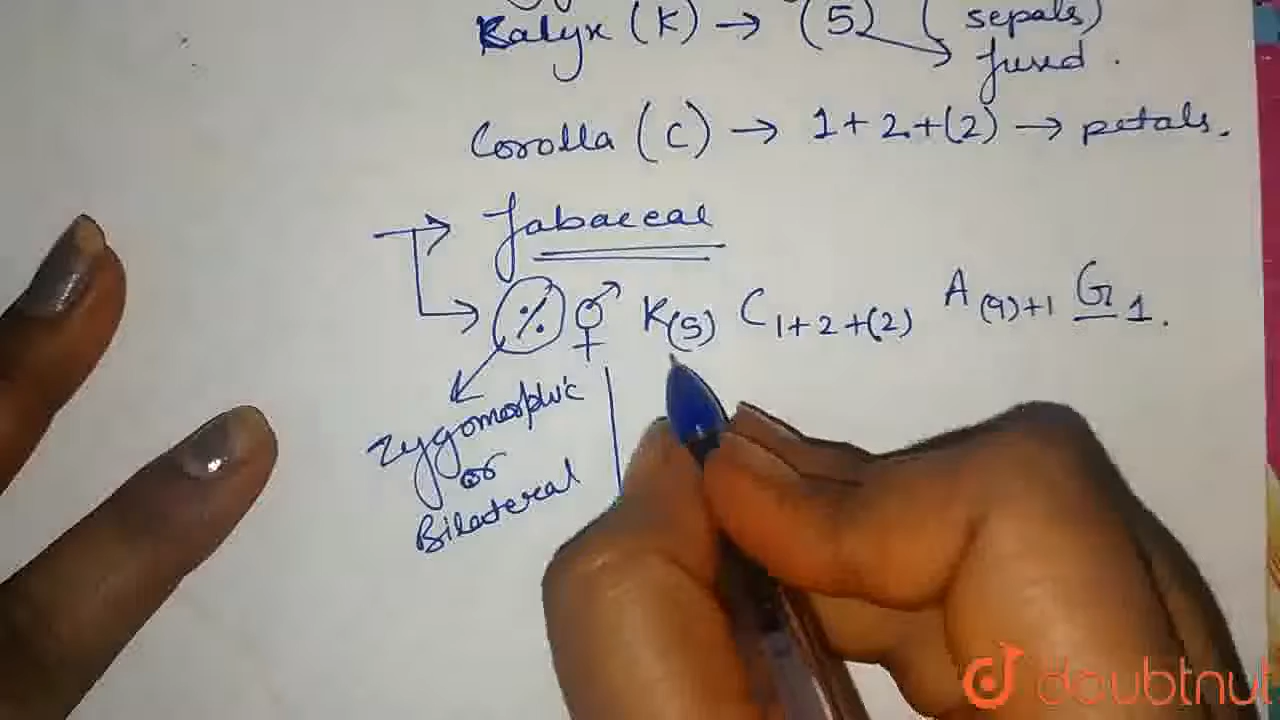 Kalyx (K) → (5) (sepals)
fused.
Corolla (C) → 1+2+(2) → petals.
→ fabaceae
→ % ⚥ K(5) C1+2+(2) A(9)+1 G1.
Zygomorphic
or
Bilateral
doubtnut